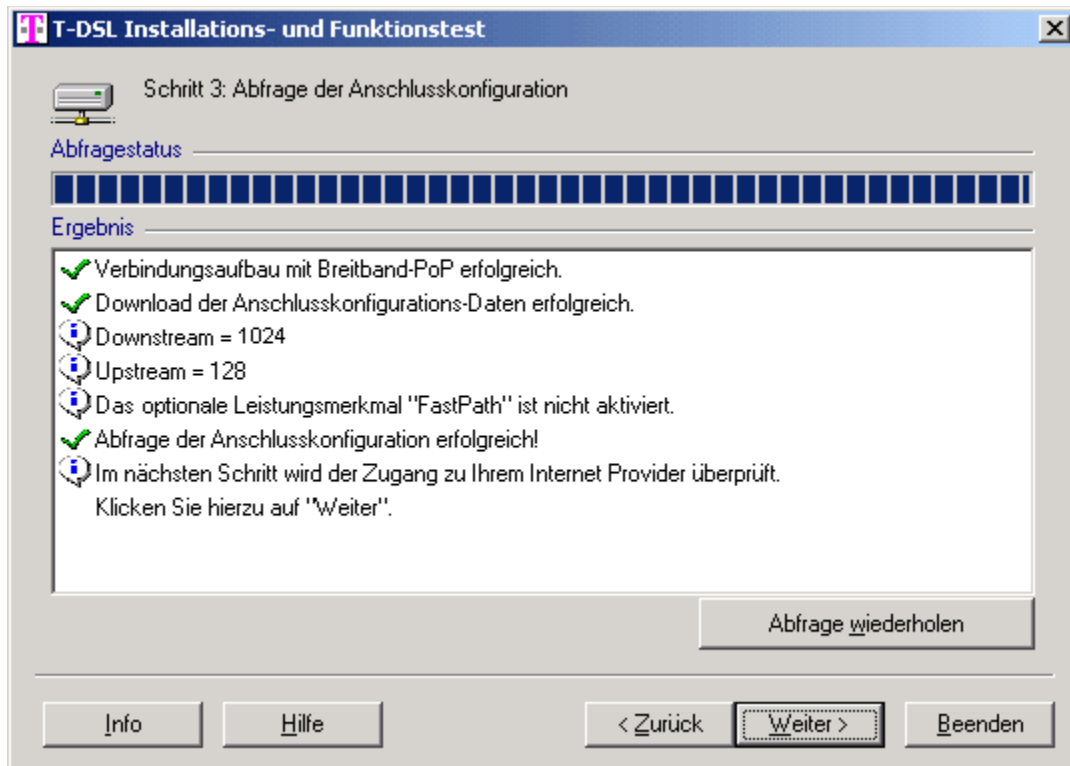 T-DSL Installations- und Funktionstest
Schritt 3: Abfrage der Anschlusskonfiguration
Abfragestatus
Ergebnis
Verbindungsaufbau mit Breitband-PoP erfolgreich.
Download der Anschlusskonfigurations-Daten erfolgreich.
Downstream = 1024
Upstream = 128
Das optionale Leistungsmerkmal "FastPath" ist nicht aktiviert.
Abfrage der Anschlusskonfiguration erfolgreich!
Im nächsten Schritt wird der Zugang zu Ihrem Internet Provider überprüft.
Klicken Sie hierzu auf "Weiter".
Abfrage wiederholen
Info Hilfe < Zurück Weiter > Beenden